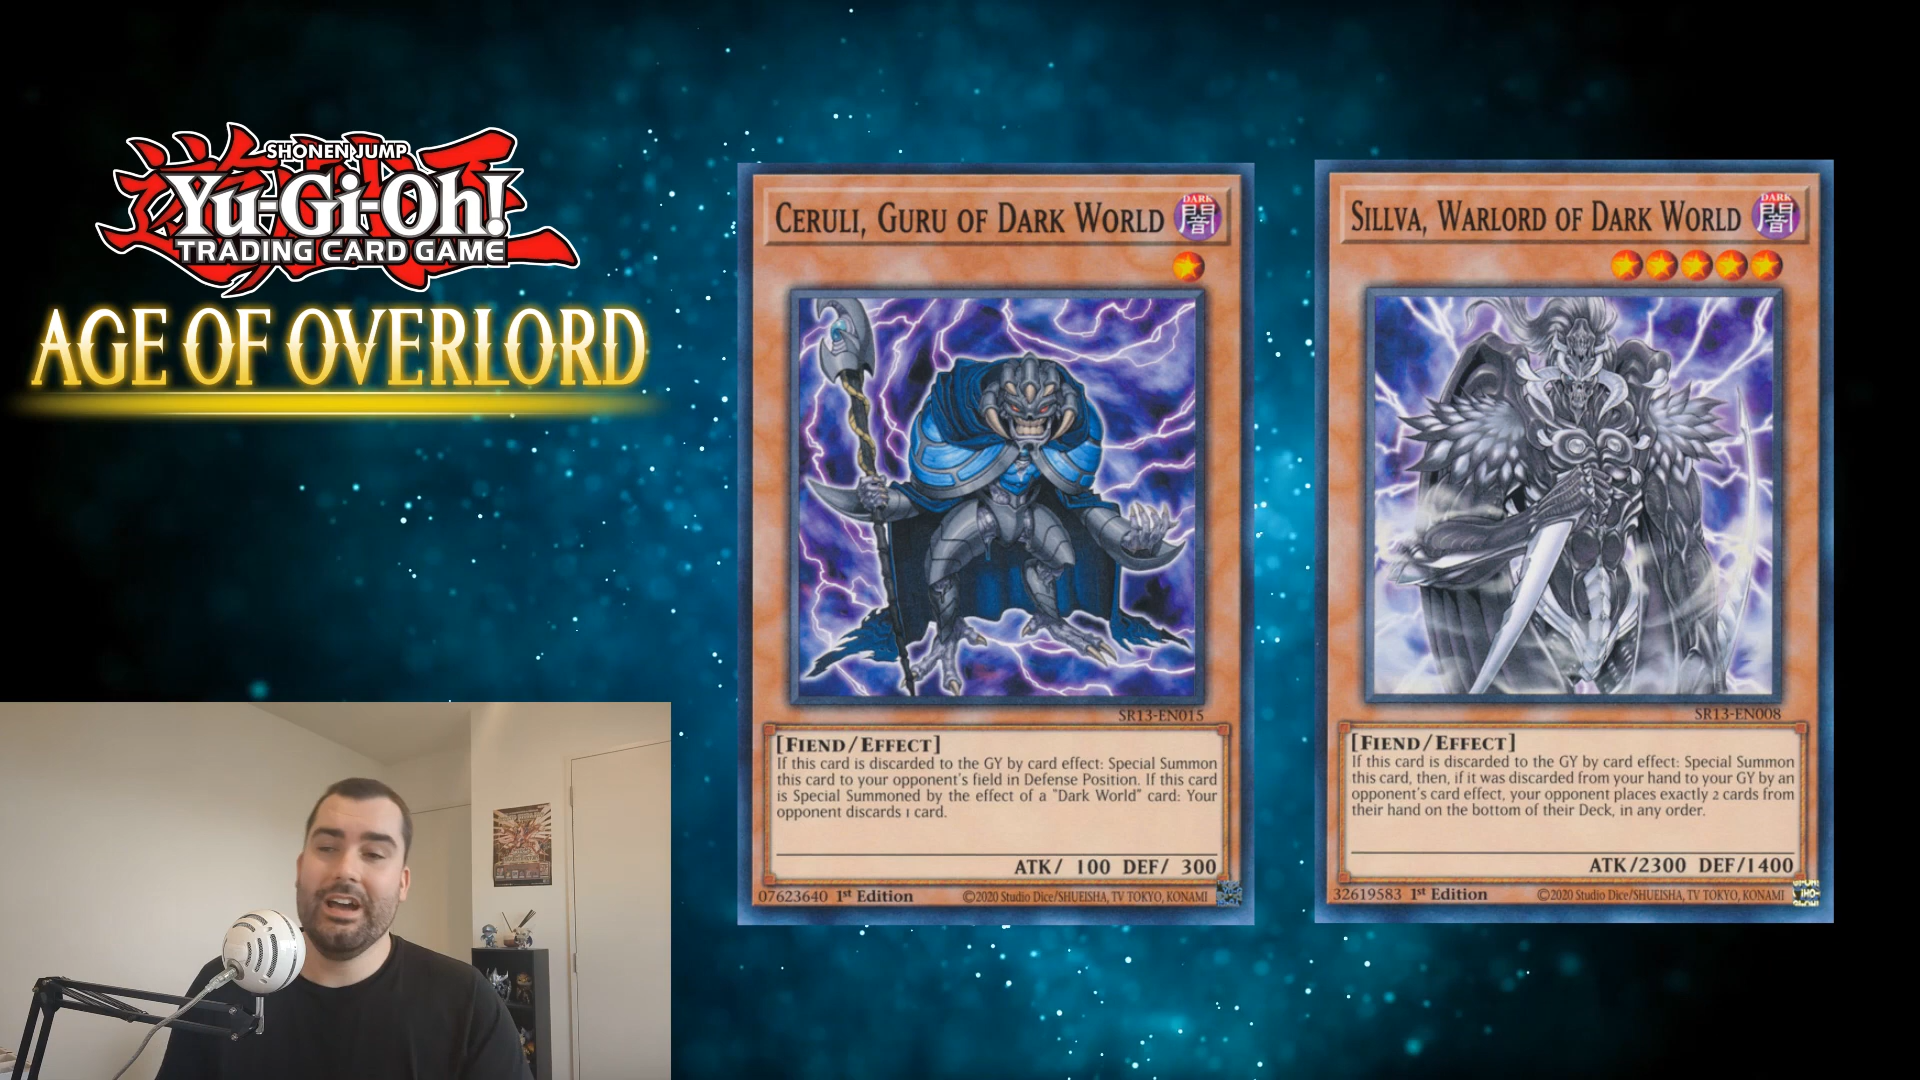 SHONEN JUMP
Yu-Gi-Oh!
TRADING CARD GAME
AGE OF OVERLORD
CERULI, GURU OF DARK WORLD
DARK
闇
SR13-EN015
[FIEND/EFFECT]
If this card is discarded to the GY by card effect: Special Summon
this card to your opponent's field in Defense Position. If this card
is Special Summoned by the effect of a "Dark World" card: Your
opponent discards 1 card.
ATK/ 100 DEF/ 300
07623640 1st Edition ©2020 Studio Dice/SHUEISHA, TV TOKYO, KONAMI
SILLVA, WARLORD OF DARK WORLD
DARK
闇
SR13-EN008
[FIEND/EFFECT]
If this card is discarded to the GY by card effect: Special Summon
this card, then, if it was discarded from your hand to your GY by an
opponent's card effect, your opponent places exactly 2 cards from
their hand on the bottom of their Deck, in any order.
ATK/2300 DEF/1400
32619583 1st Edition ©2020 Studio Dice/SHUEISHA, TV TOKYO, KONAMI